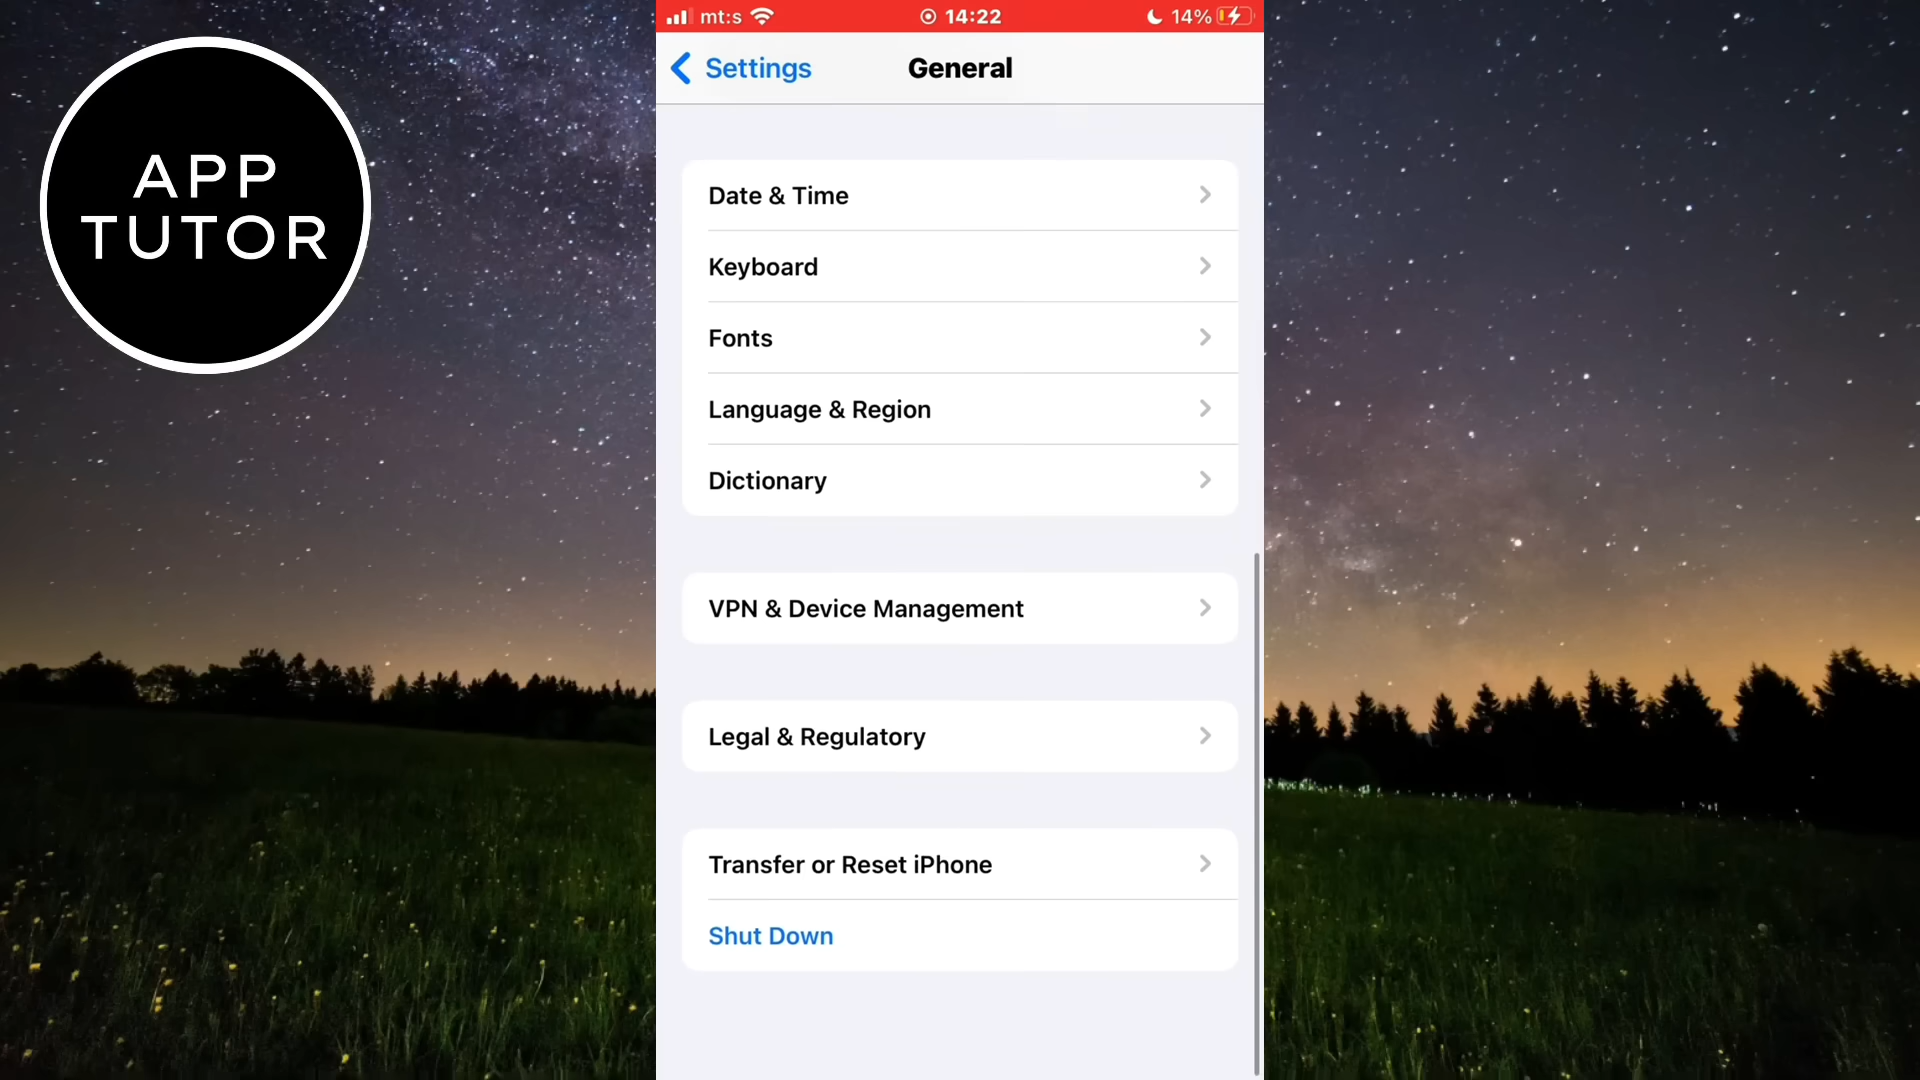 APP
TUTOR
mt:s 14:22 14%
Settings General
Date & Time
Keyboard
Fonts
Language & Region
Dictionary
VPN & Device Management
Legal & Regulatory
Transfer or Reset iPhone
Shut Down